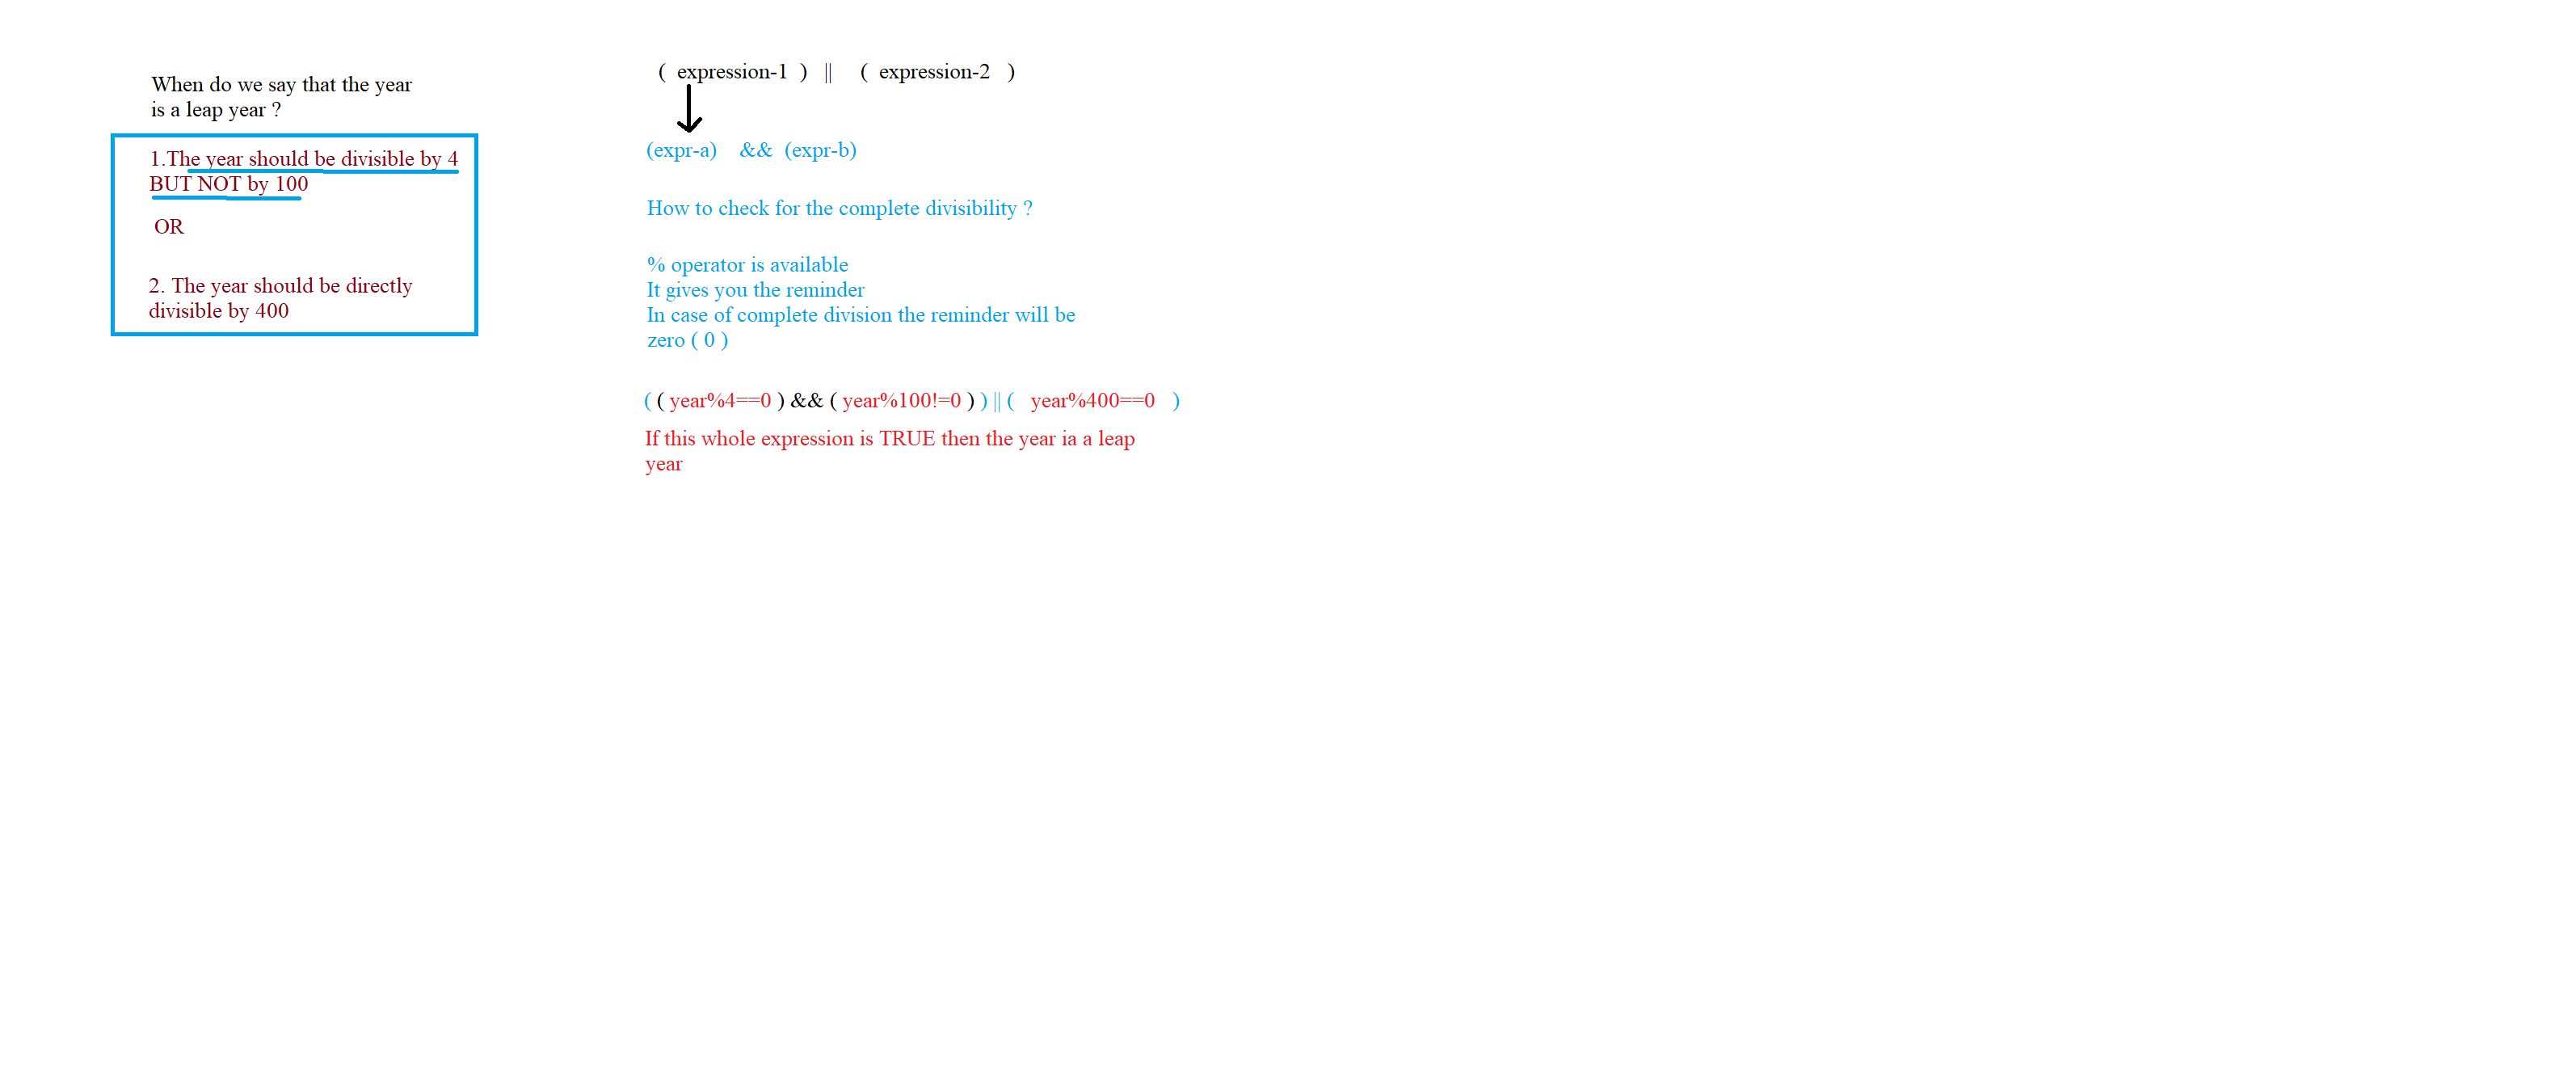 When do we say that the year
is a leap year ?
1.The year should be divisible by 4
BUT NOT by 100
OR
2. The year should be directly
divisible by 400
( expression-1 ) || ( expression-2 )
(expr-a) && (expr-b)
How to check for the complete divisibility ?
% operator is available
It gives you the reminder
In case of complete division the reminder will be
zero ( 0 )
( ( year%4==0 ) && ( year%100!=0 ) ) || ( year%400==0 )
If this whole expression is TRUE then the year ia a leap
year